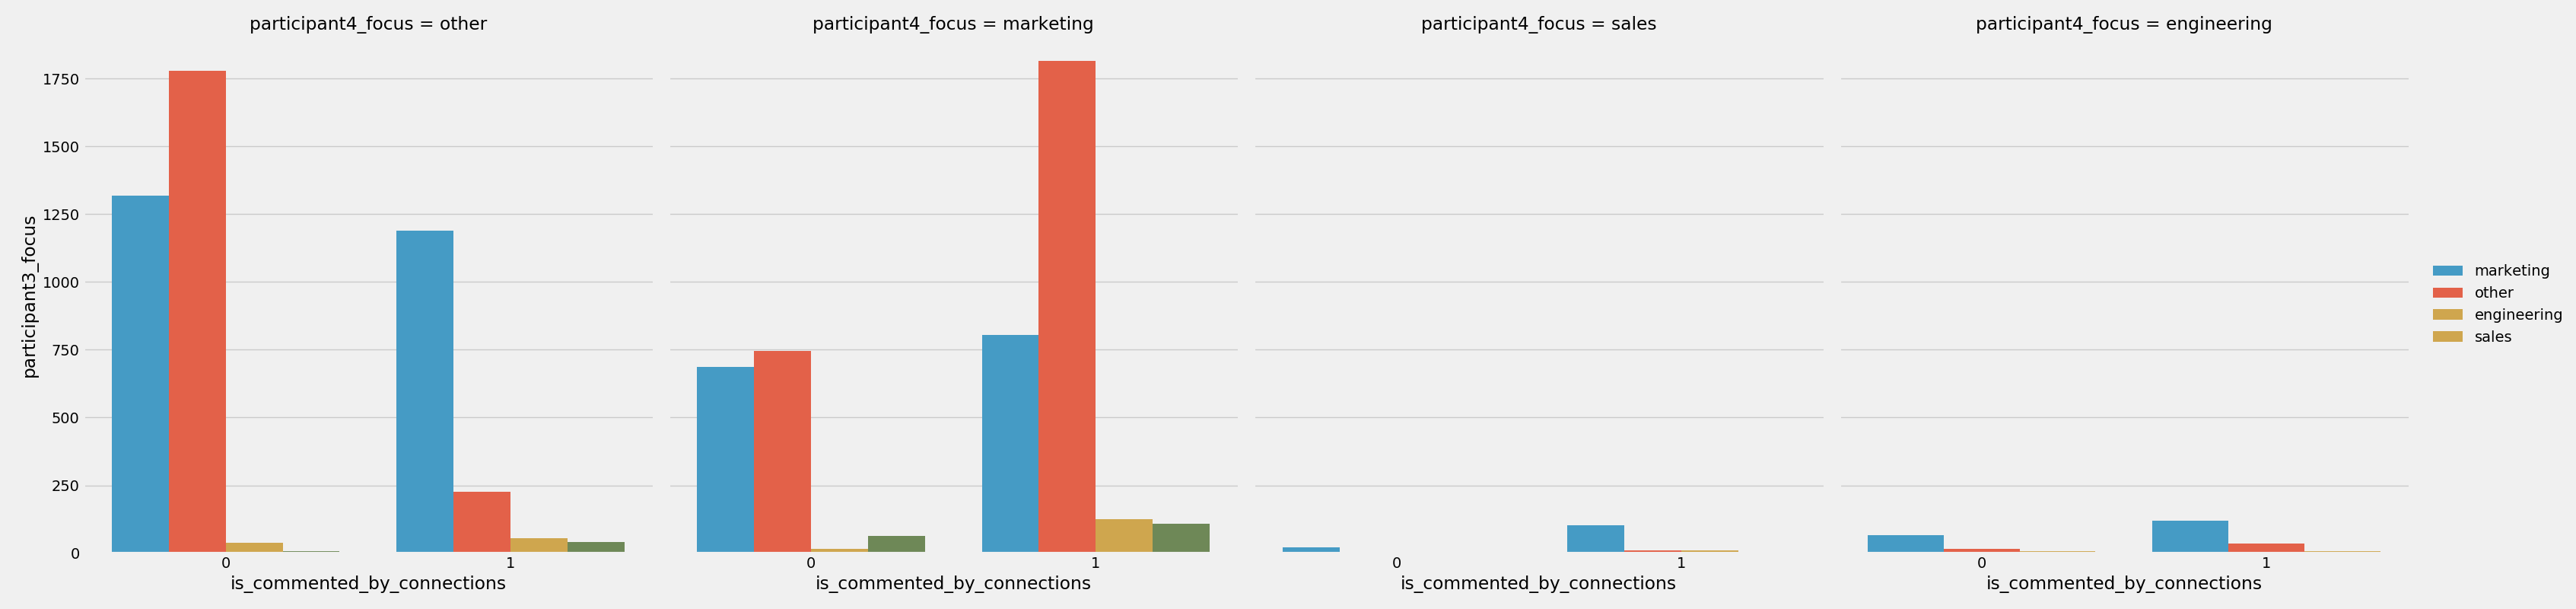 participant4_focus = other
participant4_focus = marketing
participant4_focus = sales
participant4_focus = engineering
participant3_focus
1750
1500
1250
1000
750
500
250
0
0 1
0 1
0 1
0 1
is_commented_by_connections
is_commented_by_connections
is_commented_by_connections
is_commented_by_connections
marketing
other
engineering
sales